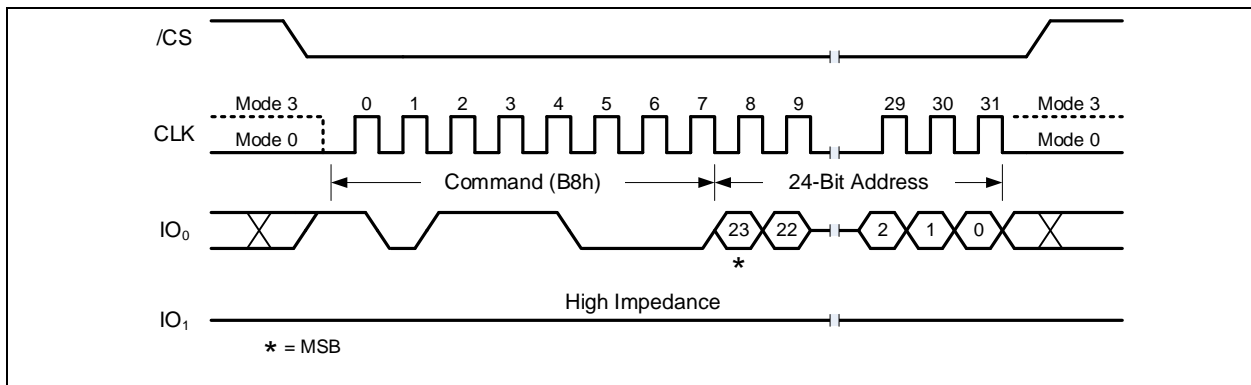 /CS
Mode 3 0 1 2 3 4 5 6 7 8 9 29 30 31 Mode 3
CLK
Mode 0 Mode 0
Command (B8h) 24-Bit Address
IO₀ 23 22 2 1 0
*
High Impedance
IO₁
* = MSB